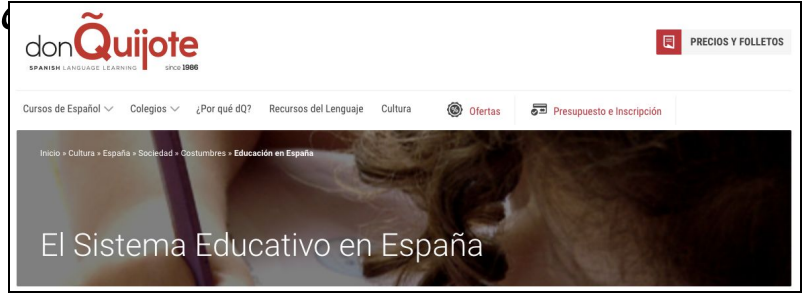 donQuijote
SPANISH LANGUAGE LEARNING since 1986
PRECIOS Y FOLLETOS
Cursos de Español Colegios ¿Por qué dQ? Recursos del Lenguaje Cultura Ofertas Presupuesto e Inscripción
Inicio » Cultura » España » Sociedad » Costumbres » Educación en España
El Sistema Educativo en España